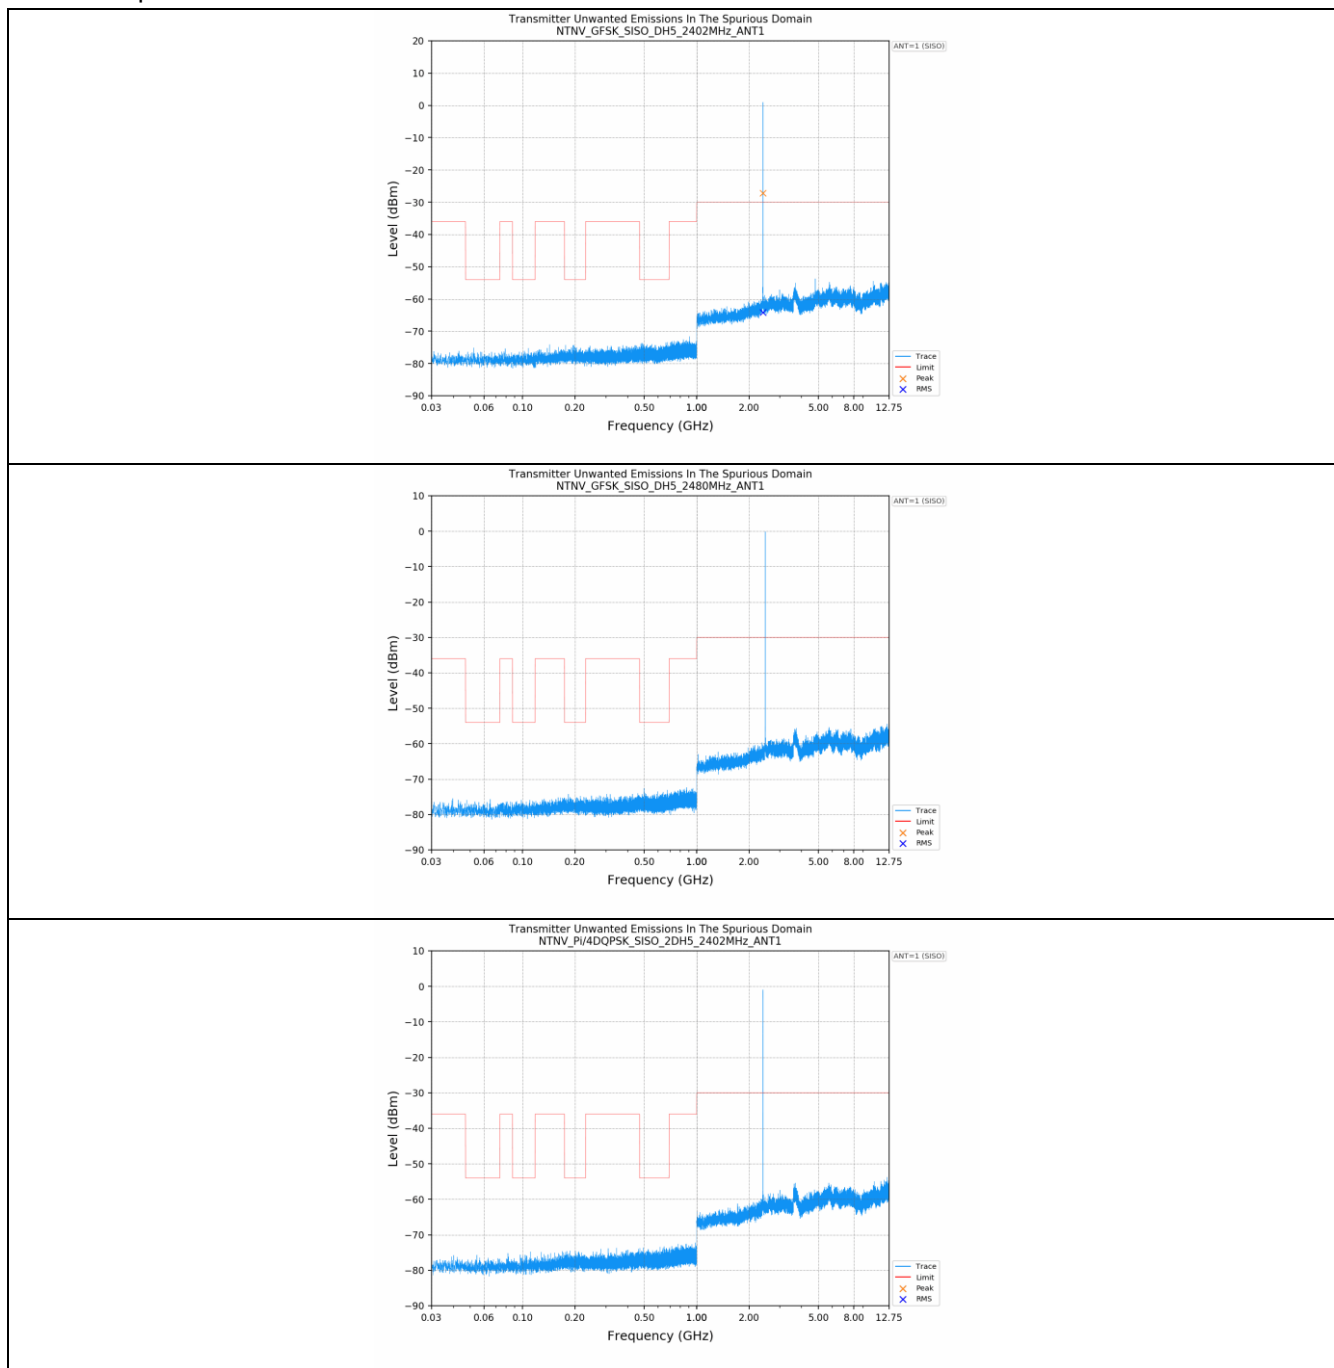 Transmitter Unwanted Emissions In The Spurious Domain
NTNV_GFSK_SISO_DH5_2402MHz_ANT1
ANT=1 (SISO)
20
10
0
−10
−20
−30
−40
−50
−60
−70
−80
−90
Level (dBm)
0.03 0.06 0.10 0.20 0.50 1.00 2.00 5.00 8.00 12.75
Frequency (GHz)
Trace
Limit
Peak
RMS
Transmitter Unwanted Emissions In The Spurious Domain
NTNV_GFSK_SISO_DH5_2480MHz_ANT1
ANT=1 (SISO)
10
0
−10
−20
−30
−40
−50
−60
−70
−80
−90
Level (dBm)
0.03 0.06 0.10 0.20 0.50 1.00 2.00 5.00 8.00 12.75
Frequency (GHz)
Trace
Limit
Peak
RMS
Transmitter Unwanted Emissions In The Spurious Domain
NTNV_Pi/4DQPSK_SISO_2DH5_2402MHz_ANT1
ANT=1 (SISO)
10
0
−10
−20
−30
−40
−50
−60
−70
−80
−90
Level (dBm)
0.03 0.06 0.10 0.20 0.50 1.00 2.00 5.00 8.00 12.75
Frequency (GHz)
Trace
Limit
Peak
RMS